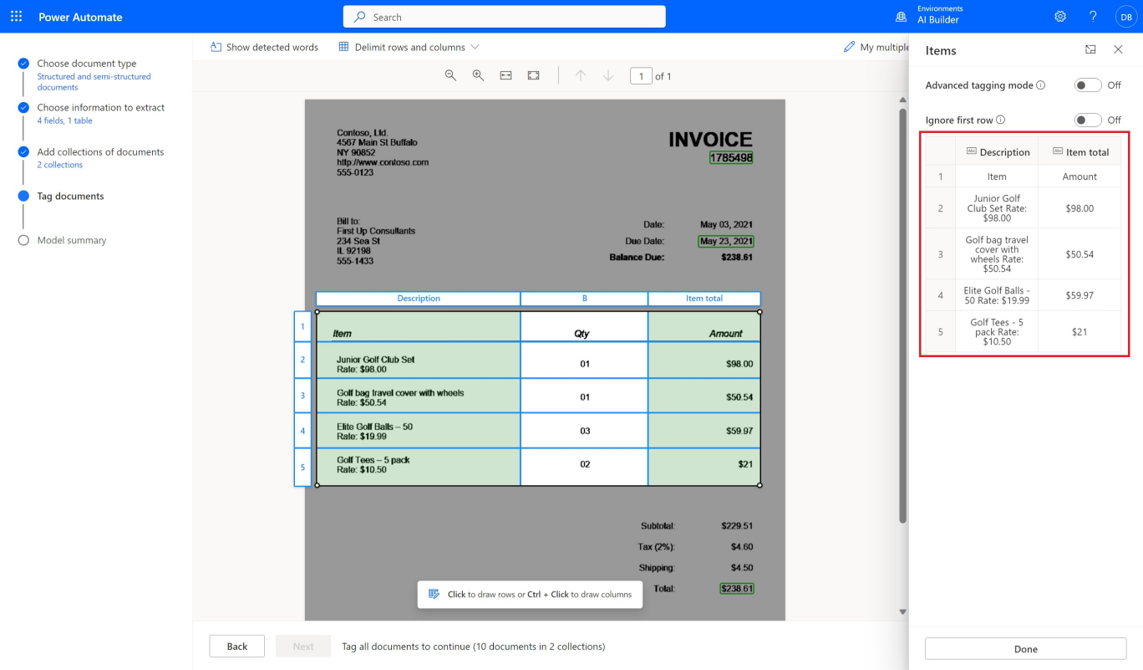 Power Automate
Search
Environments
AI Builder
DB
Choose document type
Structured and semi-structured
documents
Choose information to extract
4 fields, 1 table
Add collections of documents
2 collections
Tag documents
Model summary
Show detected words
Delimit rows and columns
My multiple
1 of 1
Contoso, Ltd.
4567 Main St Buffalo
NY 90852
http://www.contoso.com
555-0123
INVOICE
1785498
Bill to:
First Up Consultants
234 Sea St
IL 92198
555-1433
Date: May 03, 2021
Due Date: May 23, 2021
Balance Due: $238.61
Description B Item total
1 Item Qty Amount
2 Junior Golf Club Set 01 $98.00
Rate: $98.00
3 Golf bag travel cover with wheels 01 $50.54
Rate: $50.54
4 Elite Golf Balls – 50 03 $59.97
Rate: $19.99
5 Golf Tees – 5 pack 02 $21
Rate: $10.50
Subtotal: $229.51
Tax (2%): $4.60
Shipping: $4.50
Total: $238.61
Click to draw rows or Ctrl + Click to draw columns
Back
Next
Tag all documents to continue (10 documents in 2 collections)
Items
Advanced tagging mode Off
Ignore first row Off
Description Item total
1 Item Amount
2 Junior Golf
Club Set Rate:
$98.00
$98.00
3 Golf bag travel
cover with
wheels Rate:
$50.54
$50.54
4 Elite Golf Balls -
50 Rate: $19.99
$59.97
5 Golf Tees - 5
pack Rate:
$10.50
$21
Done